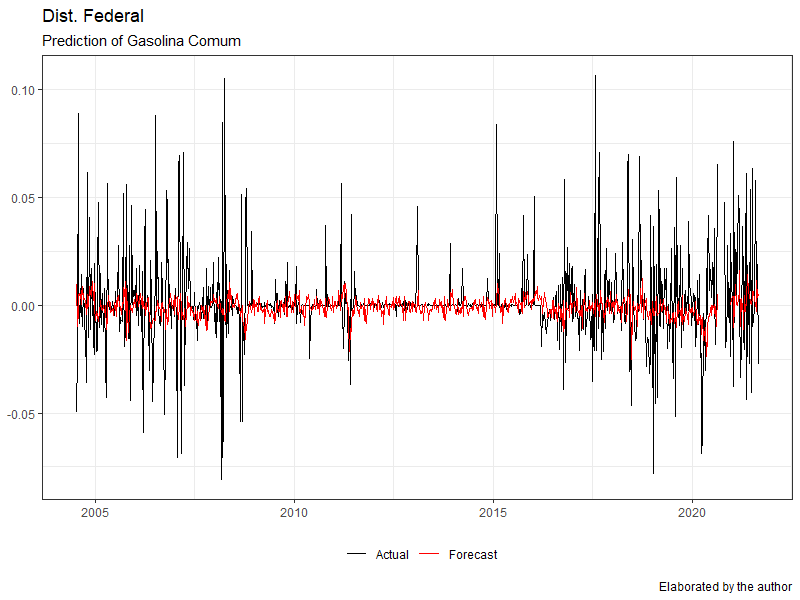 Dist. Federal
Prediction of Gasolina Comum
0.10
0.05
0.00
-0.05
2005 2010 2015 2020
Actual Forecast
Elaborated by the author